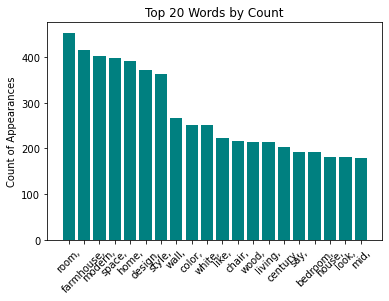 Top 20 Words by Count
Count of Appearances
400
300
200
100
0
room,
farmhouse,
modern,
space,
home,
design,
style,
wall,
color,
white,
like,
chair,
wood,
living,
century,
say,
bedroom,
house,
look,
mid,